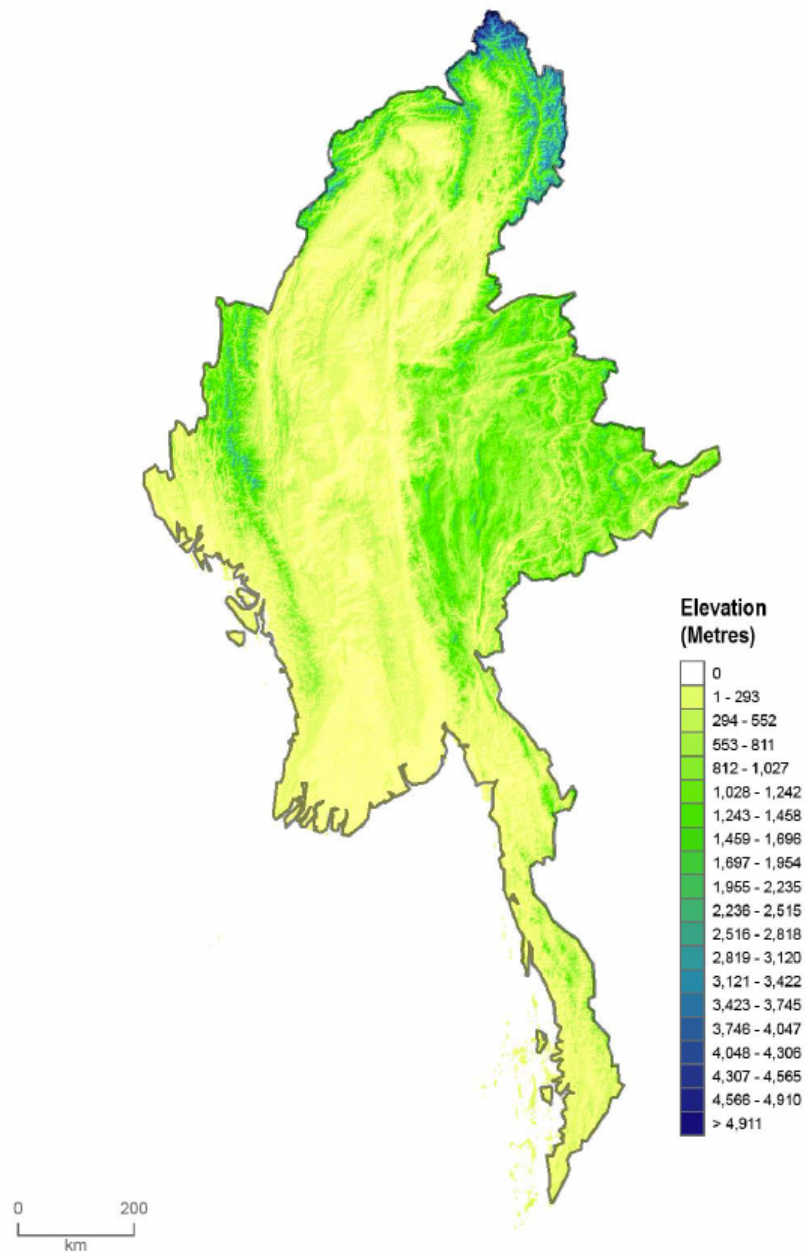 Elevation
(Metres)
0
1 - 293
294 - 552
553 - 811
812 - 1,027
1,028 - 1,242
1,243 - 1,458
1,459 - 1,696
1,697 - 1,954
1,955 - 2,235
2,236 - 2,515
2,516 - 2,818
2,819 - 3,120
3,121 - 3,422
3,423 - 3,745
3,746 - 4,047
4,048 - 4,306
4,307 - 4,565
4,566 - 4,910
> 4,911
0 200
km